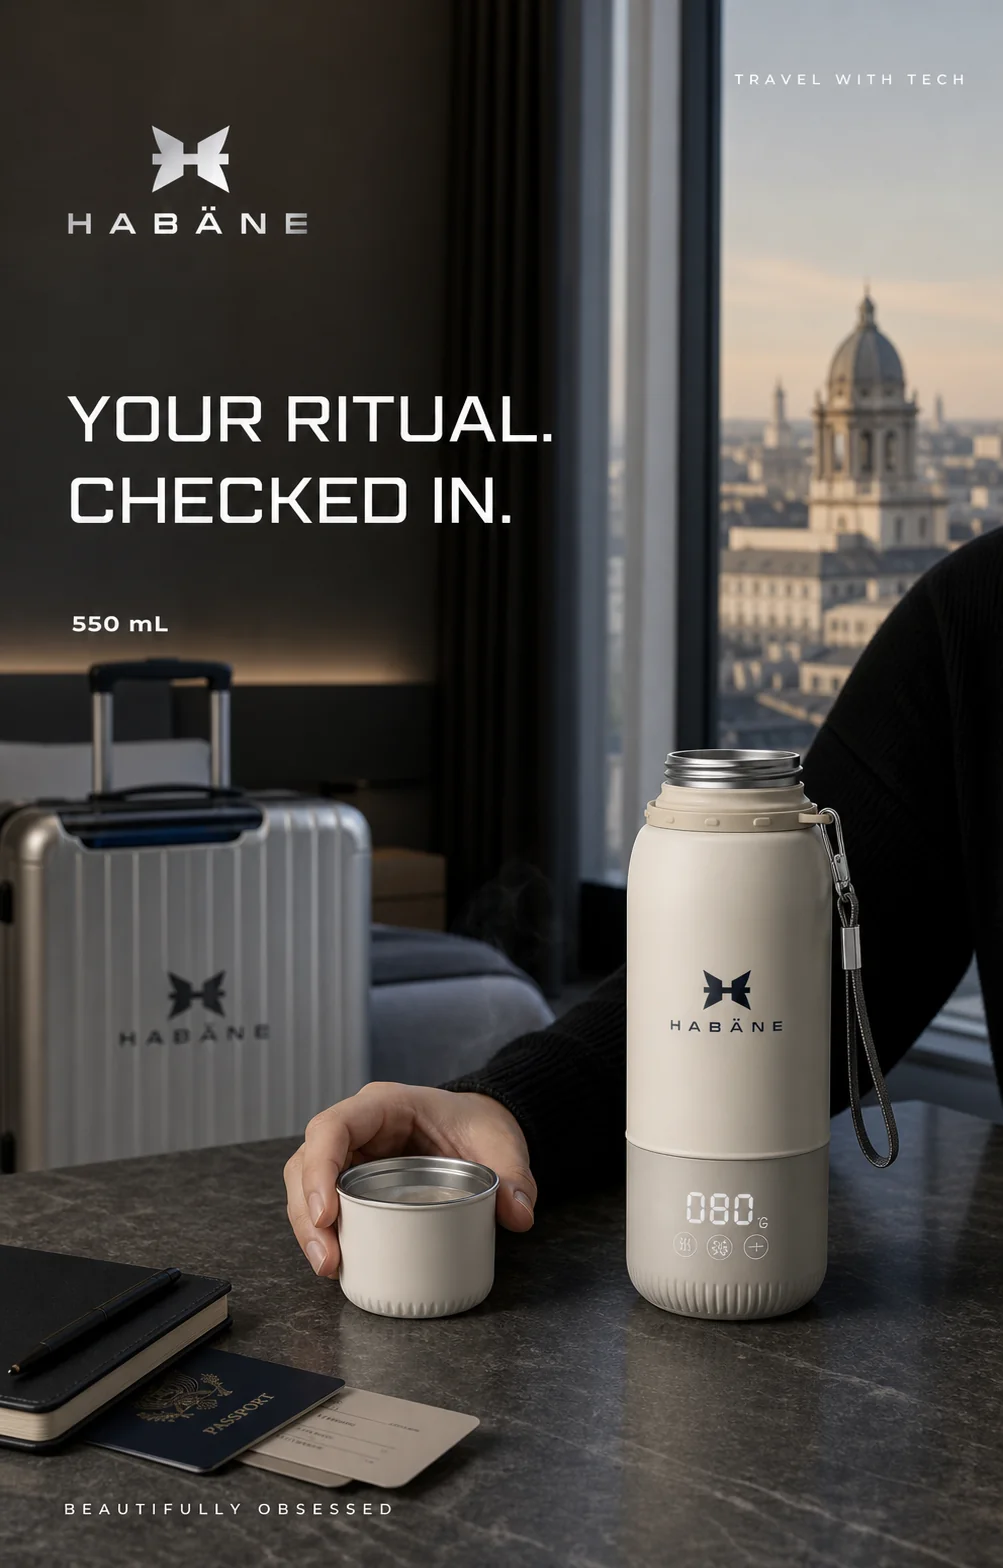 TRAVEL WITH TECH
HABÄNE
YOUR RITUAL.
CHECKED IN.
550 mL
HABÄNE
HABÄNE
080
PASSPORT
BEAUTIFULLY OBSESSED